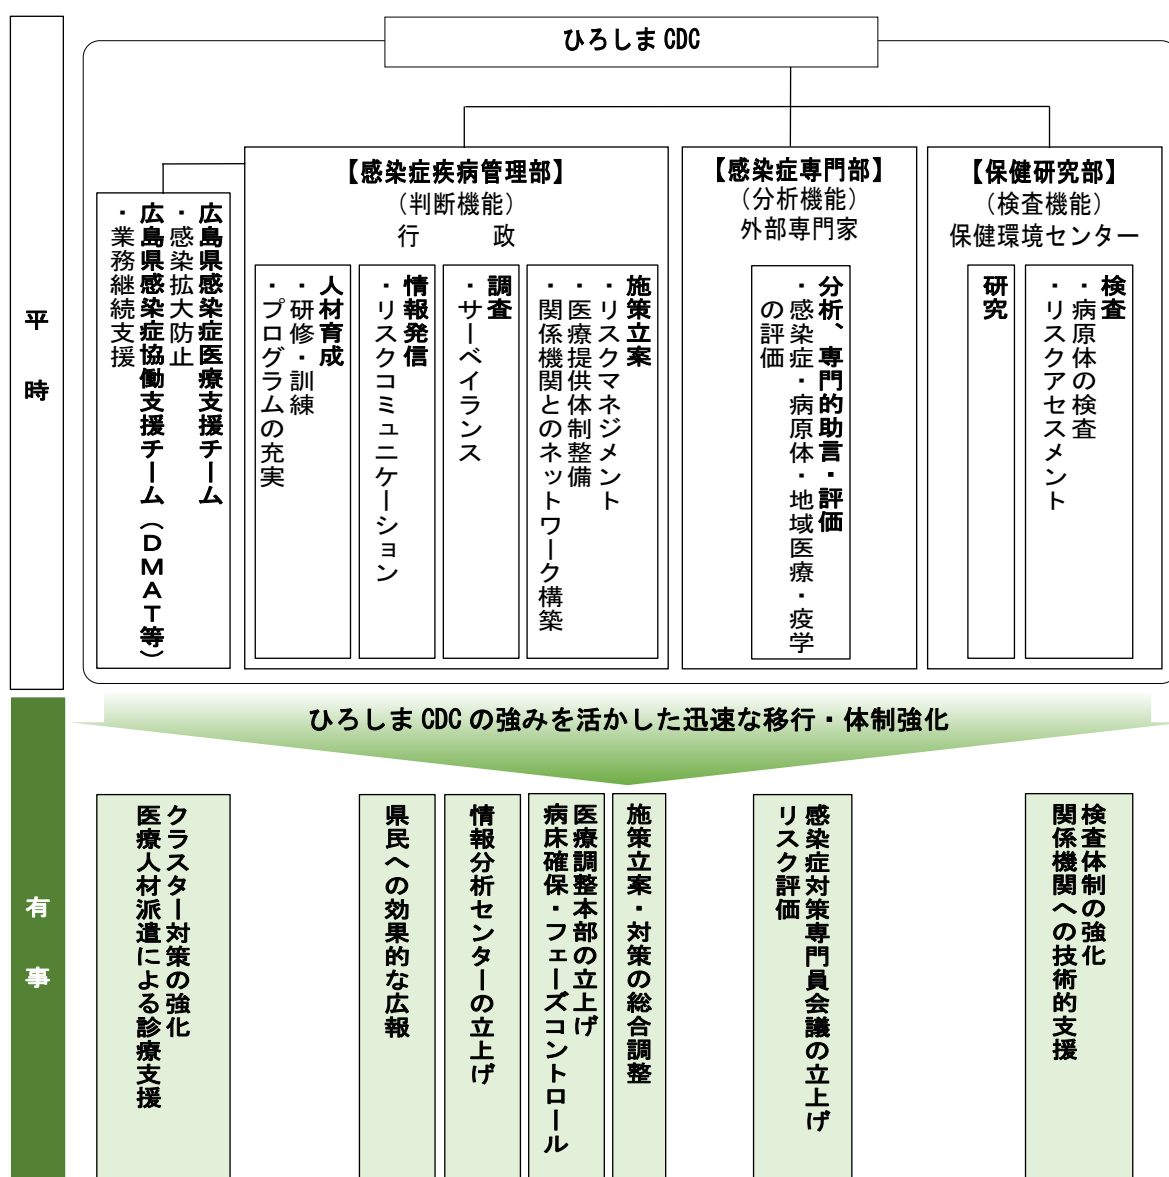 ひろしま CDC
平時
【感染症疾病管理部】
(判断機能)
行　政
【感染症専門部】
(分析機能)
外部専門家
【保健研究部】
(検査機能)
保健環境センター
広島県感染症医療支援チーム
・感染拡大防止
広島県感染症協働支援チーム(DMAT等)
・業務継続支援
人材育成
・研修・訓練
・プログラムの充実
情報発信
・リスクコミュニケーション
調査
・サーベイランス
施策立案
・リスクマネジメント
・医療提供体制整備
・関係機関とのネットワーク構築
分析、専門的助言・評価
・感染症・病原体・地域医療・疫学
の評価
研究
検査
・病原体の検査
・リスクアセスメント
ひろしま CDC の強みを活かした迅速な移行・体制強化
有事
クラスター対策の強化
医療人材派遣による診療支援
県民への効果的な広報
情報分析センターの立上げ
医療調整本部の立上げ
病床確保・フェーズコントロール
施策立案・対策の総合調整
感染症対策専門員会議の立上げ
リスク評価
検査体制の強化
関係機関への技術的支援